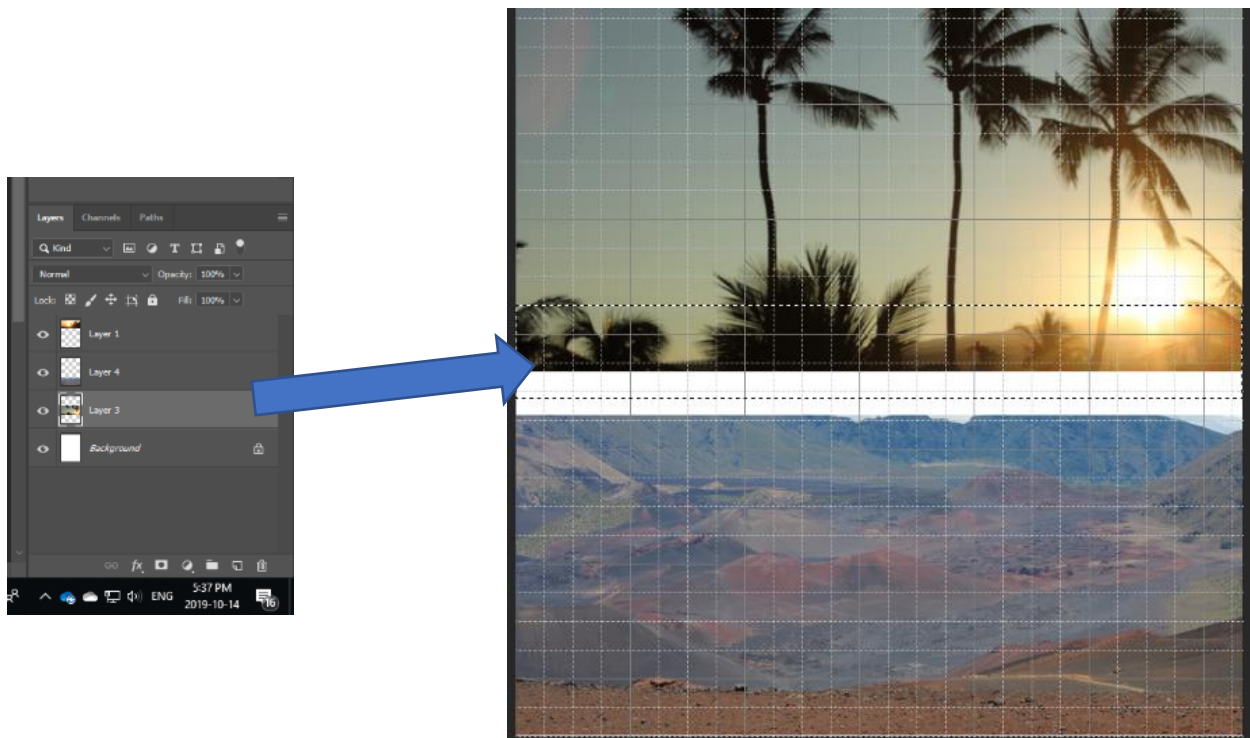 Layers Channels Paths
Kind
T
Normal Opacity: 100%
Lock: Fill: 100%
Layer 1
Layer 4
Layer 3
Background
fx
ENG 5:37 PM
2019-10-14 16